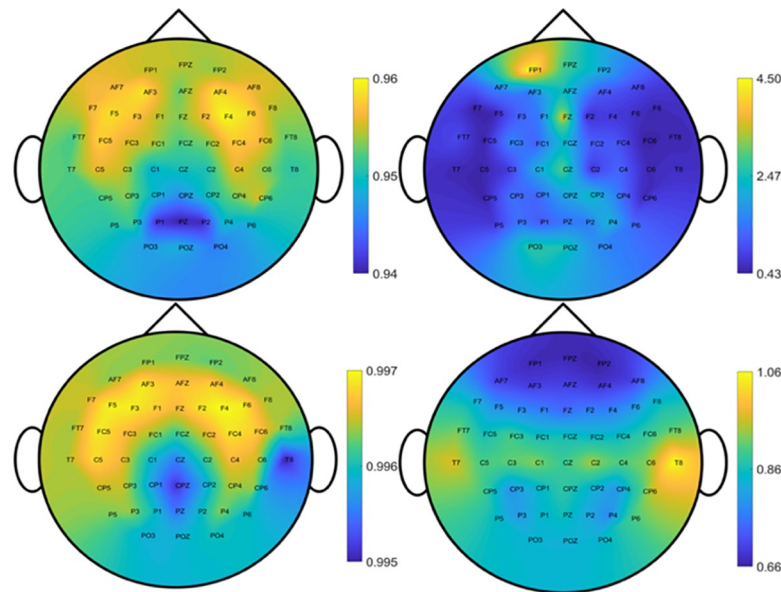 FP1 FPZ FP2
AF7 AF3 AFZ AF4 AF8
F7 F5 F3 F1 FZ F2 F4 F6 F8
FT7 FC5 FC3 FC1 FCZ FC2 FC4 FC6 FT8
T7 C5 C3 C1 CZ C2 C4 C6 T8
CP5 CP3 CP1 CPZ CP2 CP4 CP6
P5 P3 P1 PZ P2 P4 P6
PO3 POZ PO4
0.96
0.95
0.94
FP1 FPZ FP2
AF7 AF3 AFZ AF4 AF8
F7 F5 F3 F1 FZ F2 F4 F6 F8
FT7 FC5 FC3 FC1 FCZ FC2 FC4 FC6 FT8
T7 C5 C3 C1 CZ C2 C4 C6 T8
CP5 CP3 CP1 CPZ CP2 CP4 CP6
P5 P3 P1 PZ P2 P4 P6
PO3 POZ PO4
4.50
2.47
0.43
FP1 FPZ FP2
AF7 AF3 AFZ AF4 AF8
F7 F5 F3 F1 FZ F2 F4 F6 F8
FT7 FC5 FC3 FC1 FCZ FC2 FC4 FC6 FT8
T7 C5 C3 C1 CZ C2 C4 C6 T8
CP5 CP3 CP1 CPZ CP2 CP4 CP6
P5 P3 P1 PZ P2 P4 P6
PO3 POZ PO4
0.997
0.996
0.995
FP1 FPZ FP2
AF7 AF3 AFZ AF4 AF8
F7 F5 F3 F1 FZ F2 F4 F6 F8
FT7 FC5 FC3 FC1 FCZ FC2 FC4 FC6 FT8
T7 C5 C3 C1 CZ C2 C4 C6 T8
CP5 CP3 CP1 CPZ CP2 CP4 CP6
P5 P3 P1 PZ P2 P4 P6
PO3 POZ PO4
1.06
0.86
0.66